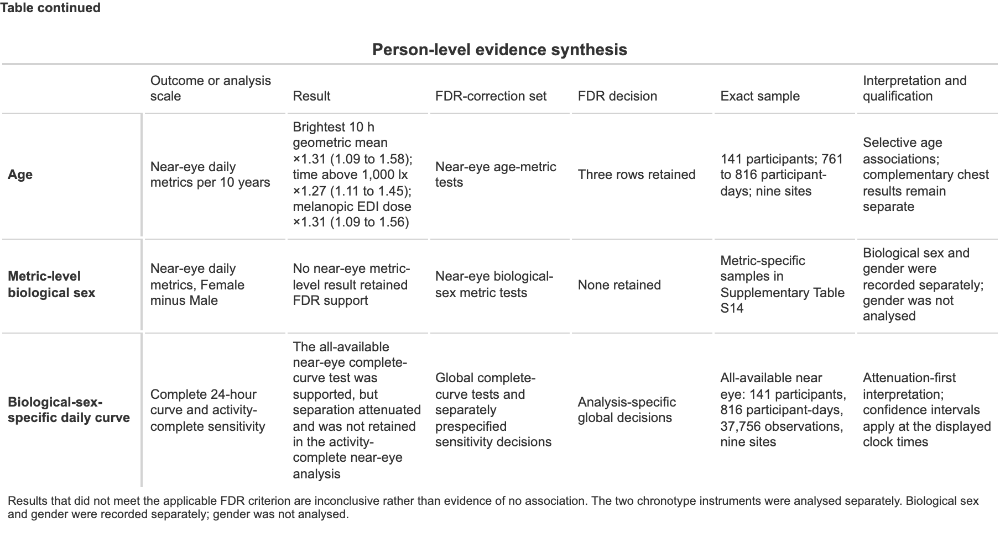 Table continued
Person-level evidence synthesis
Outcome or analysis
scale
Result
FDR-correction set
FDR decision
Exact sample
Interpretation and
qualification
Age
Near-eye daily
metrics per 10 years
Brightest 10 h
geometric mean
×1.31 (1.09 to 1.58);
time above 1,000 lx
×1.27 (1.11 to 1.45);
melanopic EDI dose
×1.31 (1.09 to 1.56)
Near-eye age-metric
tests
Three rows retained
141 participants; 761
to 816 participant-
days; nine sites
Selective age
associations;
complementary chest
results remain
separate
Metric-level
biological sex
Near-eye daily
metrics, Female
minus Male
No near-eye metric-
level result retained
FDR support
Near-eye biological-
sex metric tests
None retained
Metric-specific
samples in
Supplementary Table
S14
Biological sex and
gender were
recorded separately;
gender was not
analysed
Biological-sex-
specific daily curve
Complete 24-hour
curve and activity-
complete sensitivity
The all-available
near-eye complete-
curve test was
supported, but
separation attenuated
and was not retained
in the activity-
complete near-eye
analysis
Global complete-
curve tests and
separately
prespecified
sensitivity decisions
Analysis-specific
global decisions
All-available near
eye: 141 participants,
816 participant-days,
37,756 observations,
nine sites
Attenuation-first
interpretation;
confidence intervals
apply at the displayed
clock times
Results that did not meet the applicable FDR criterion are inconclusive rather than evidence of no association. The two chronotype instruments were analysed separately. Biological sex
and gender were recorded separately; gender was not analysed.